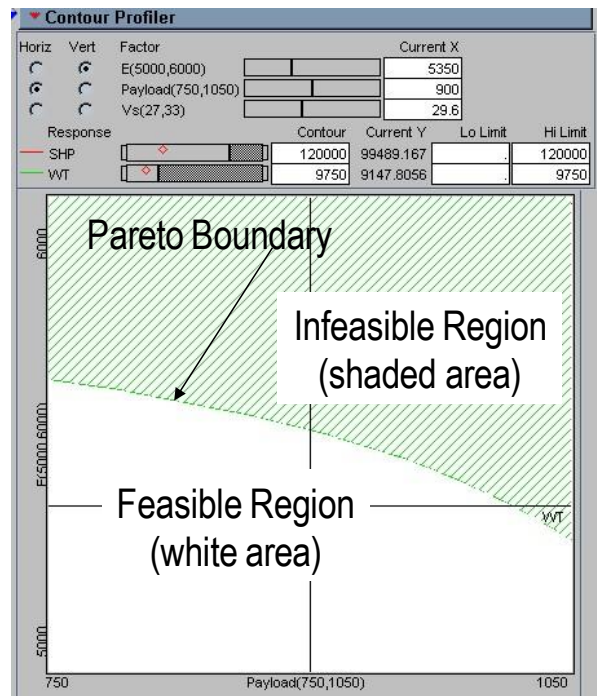 Contour Profiler
Horiz Vert Factor Current X
E(5000,6000) 5350
Payload(750,1050) 900
Vs(27,33) 29.6
Response Contour Current Y Lo Limit Hi Limit
SHP 120000 99489.167 . 120000
WT 9750 9147.8056 . 9750
6000
Pareto Boundary
Infeasible Region
(shaded area)
E(5000,6000)
Feasible Region
(white area)
WT
5000
750 Payload(750,1050) 1050